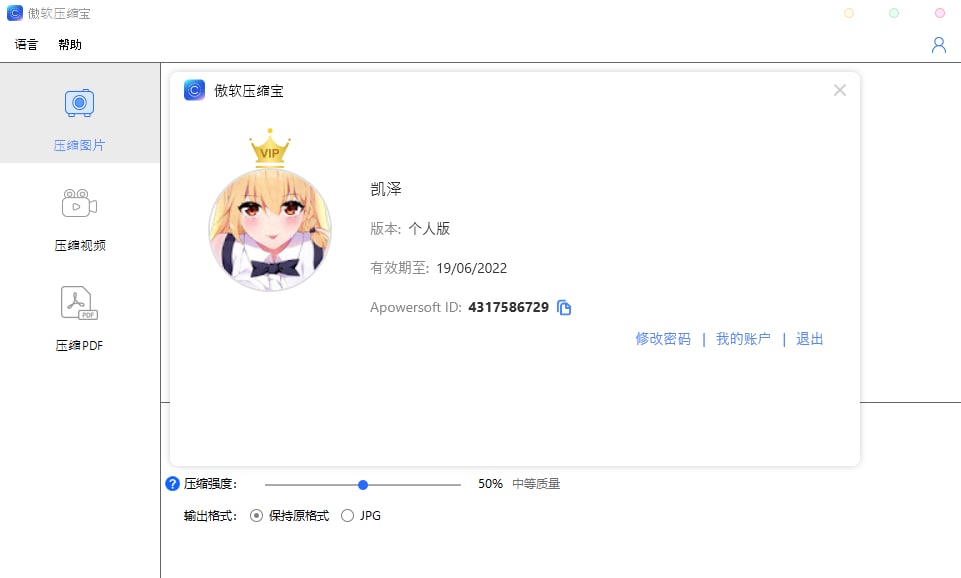 傲软压缩宝
语言 帮助
压缩图片
压缩视频
PDF
压缩PDF
傲软压缩宝
VIP
凯泽
版本: 个人版
有效期至: 19/06/2022
Apowersoft ID: 4317586729
修改密码 | 我的账户 | 退出
? 压缩强度: 50% 中等质量
输出格式: 保持原格式 JPG